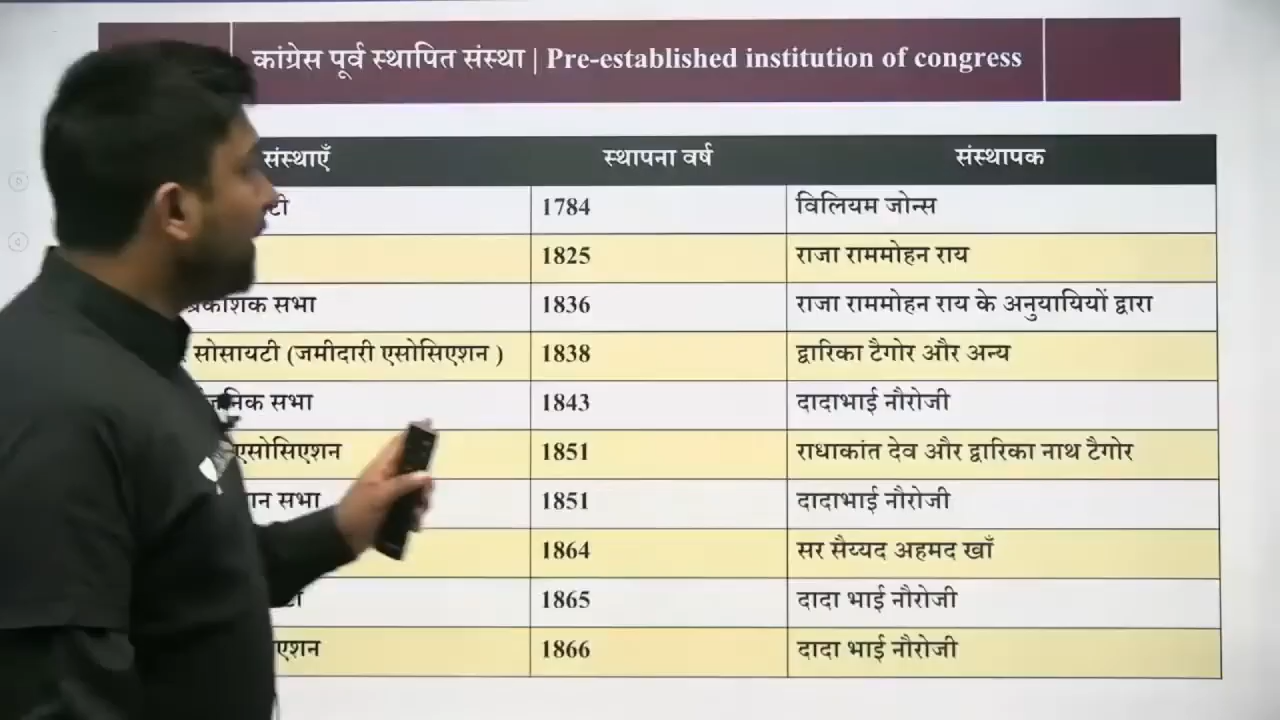 कांग्रेस पूर्व स्थापित संस्था | Pre-established institution of congress
संस्थाएँ स्थापना वर्ष संस्थापक
1784 विलियम जोन्स
1825 राजा राममोहन राय
सभा 1836 राजा राममोहन राय के अनुयायियों द्वारा
सोसायटी (जमीदारी एसोसिएशन ) 1838 द्वारिका टैगोर और अन्य
सभा 1843 दादाभाई नौरोजी
एसोसिएशन 1851 राधाकांत देव और द्वारिका नाथ टैगोर
सभा 1851 दादाभाई नौरोजी
1864 सर सैय्यद अहमद खाँ
1865 दादा भाई नौरोजी
1866 दादा भाई नौरोजी